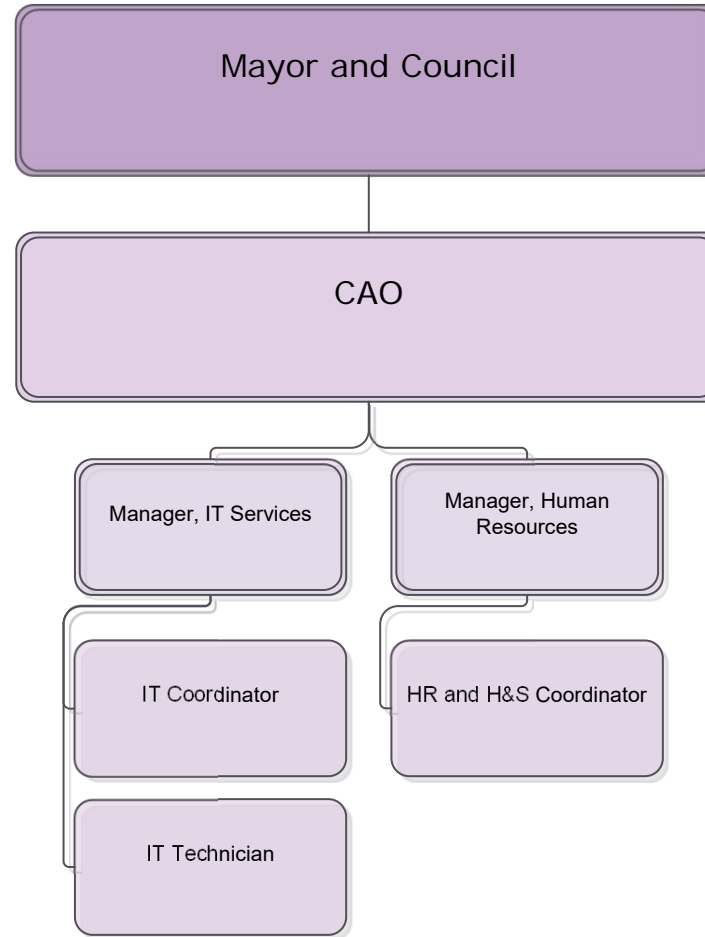 Mayor and Council
CAO
Manager, IT Services
Manager, Human
Resources
IT Coordinator
HR and H&S Coordinator
IT Technician